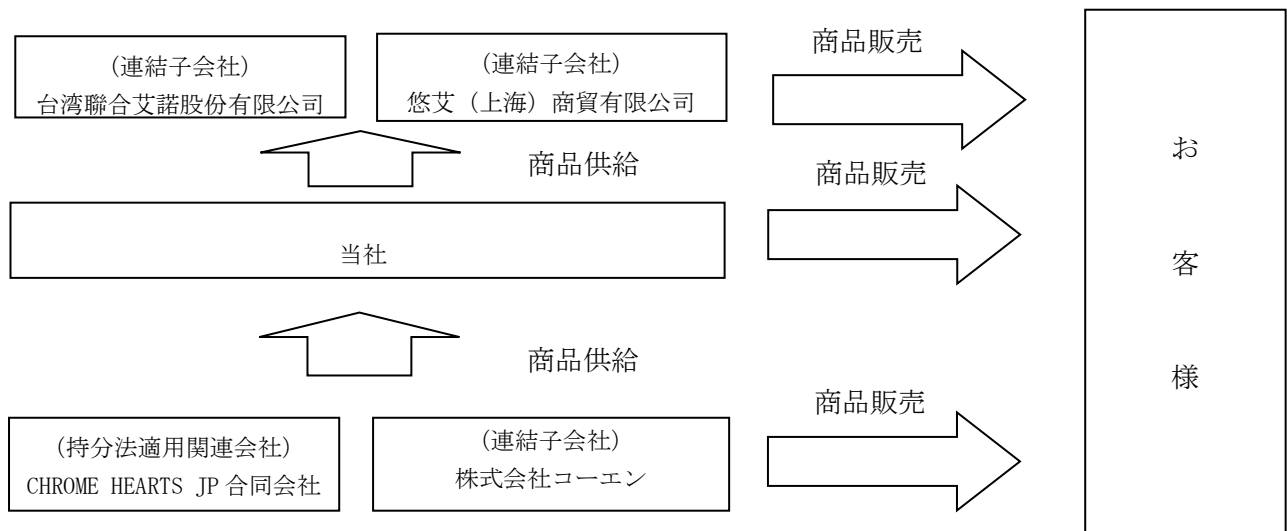 (連結子会社)
台湾聯合艾諾股份有限公司
(連結子会社)
悠艾（上海）商貿有限公司
商品販売
商品供給
商品販売
当社
商品供給
商品販売
(持分法適用関連会社)
CHROME HEARTS JP 合同会社
(連結子会社)
株式会社コーエン
お
客
様